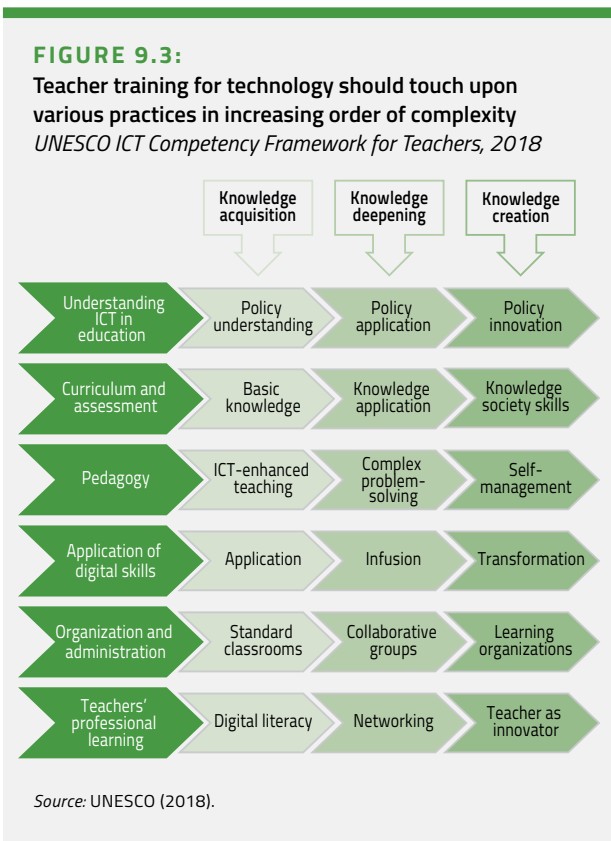 FIGURE 9.3:
Teacher training for technology should touch upon
various practices in increasing order of complexity
UNESCO ICT Competency Framework for Teachers, 2018
Knowledge
acquisition
Knowledge
deepening
Knowledge
creation
Understanding
ICT in
education
Policy
understanding
Policy
application
Policy
innovation
Curriculum and
assessment
Basic
knowledge
Knowledge
application
Knowledge
society skills
Pedagogy
ICT-enhanced
teaching
Complex
problem-
solving
Self-
management
Application of
digital skills
Application
Infusion
Transformation
Organization and
administration
Standard
classrooms
Collaborative
groups
Learning
organizations
Teachers'
professional
learning
Digital literacy
Networking
Teacher as
innovator
Source: UNESCO (2018).